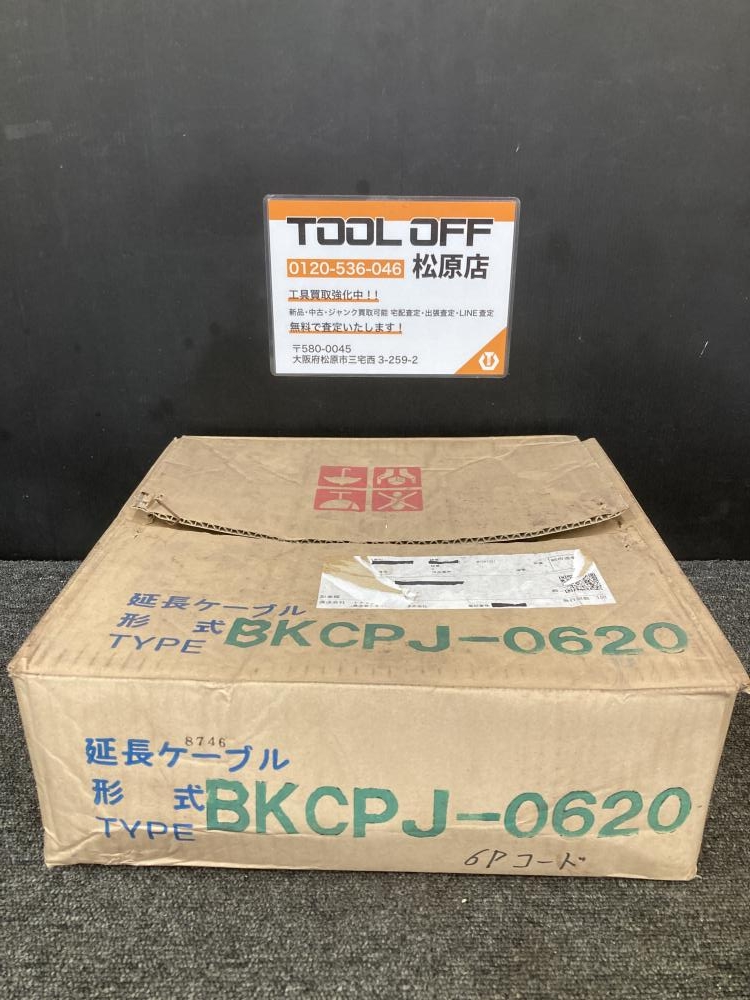 TOOL OFF
0120-536-046 松原店
工具買取強化中！！
新品・中古・ジャンク買取可能 宅配査定・出張査定・LINE査定
無料で査定いたします！
〒580-0045
大阪府松原市三宅西 3-259-2
延長ケーブル
形 式
TYPE BKCPJ-0620
8746
延長ケーブル
形 式
TYPE BKCPJ-0620
6Pコード